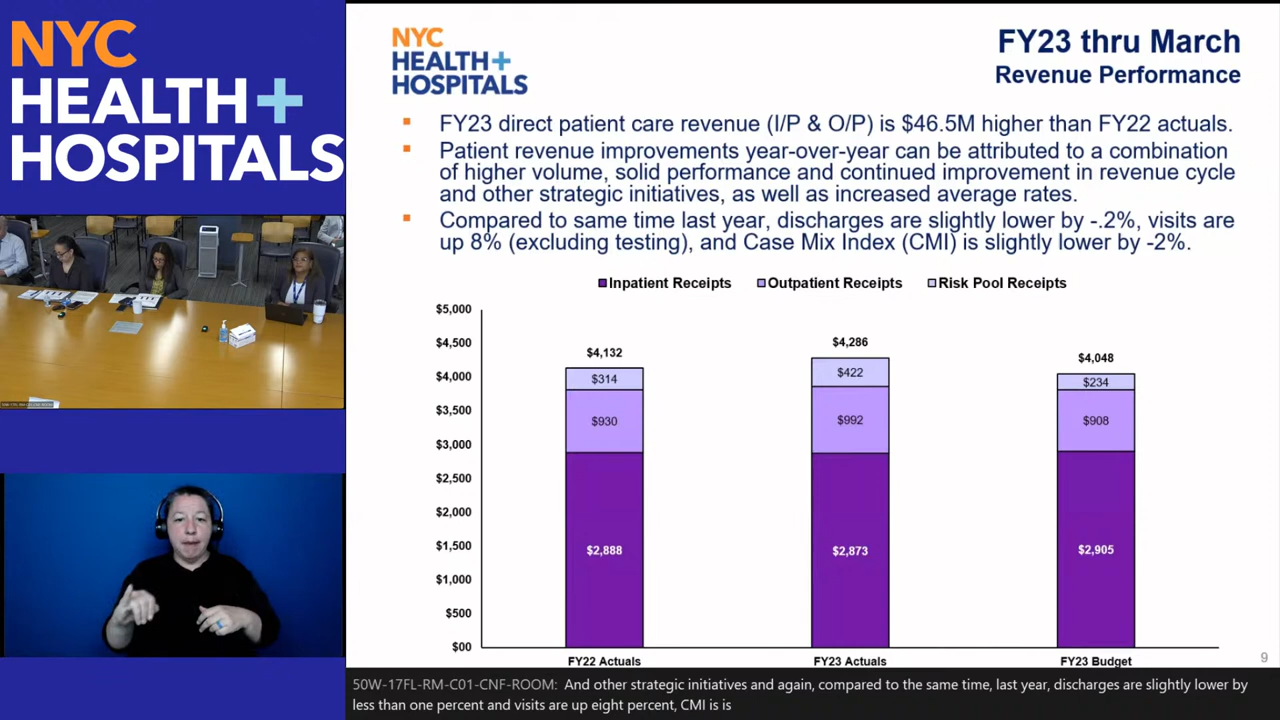 NYC
HEALTH+
HOSPITALS
NYC
HEALTH+
HOSPITALS
FY23 thru March
Revenue Performance
FY23 direct patient care revenue (I/P & O/P) is $46.5M higher than FY22 actuals.
Patient revenue improvements year-over-year can be attributed to a combination
of higher volume, solid performance and continued improvement in revenue cycle
and other strategic initiatives, as well as increased average rates.
Compared to same time last year, discharges are slightly lower by -.2%, visits are
up 8% (excluding testing), and Case Mix Index (CMI) is slightly lower by -2%.
Inpatient Receipts Outpatient Receipts Risk Pool Receipts
$5,000
$4,500
$4,000
$3,500
$3,000
$2,500
$2,000
$1,500
$1,000
$500
$00
$4,132
$314
$930
$2,888
FY22 Actuals
$4,286
$422
$992
$2,873
FY23 Actuals
$4,048
$234
$908
$2,905
FY23 Budget
9
50W-17FL-RM-C01-CNF-ROOM: And other strategic initiatives and again, compared to the same time, last year, discharges are slightly lower by
less than one percent and visits are up eight percent, CMI is is